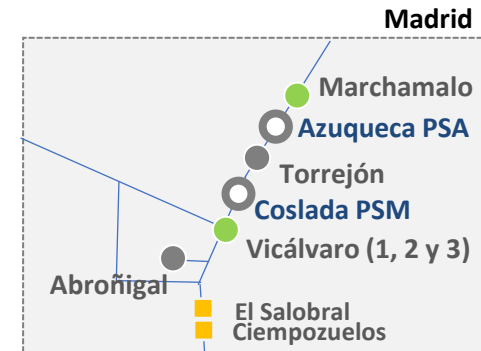 Madrid
Marchamalo
Azuqueca PSA
Torrejón
Coslada PSM
Vicálvaro (1, 2 y 3)
Abroñigal
El Salobral
Ciempozuelos